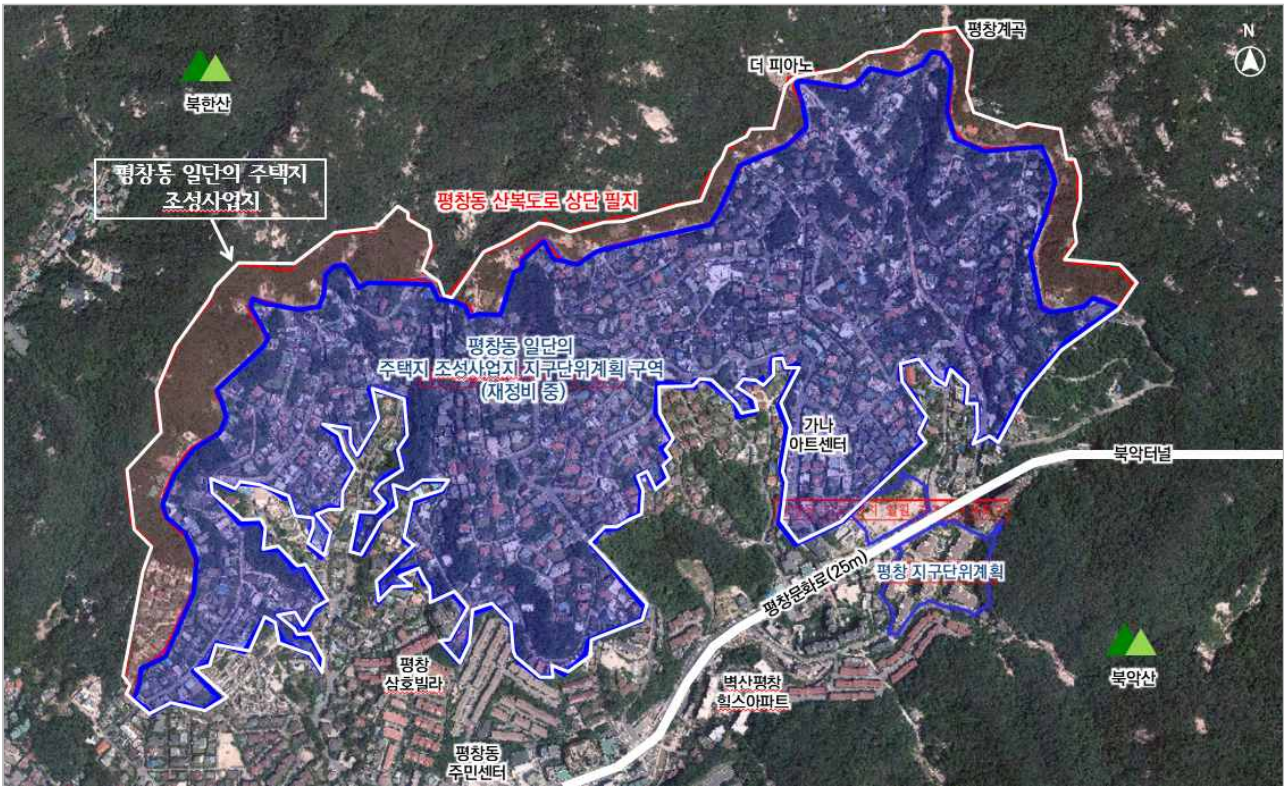 평창계곡
N
더 피아노
북한산
평창동 일단의 주택지
조성사업지
평창동 산복도로 상단 필지
평창동 일단의
주택지 조성사업지 지구단위계획 구역
(재정비 중)
가나
아트센터
북악터널
평창문화로(25m)
평창 지구단위계획
평창
삼호빌라
벽산평창
힐스아파트
북악산
평창동
주민센터